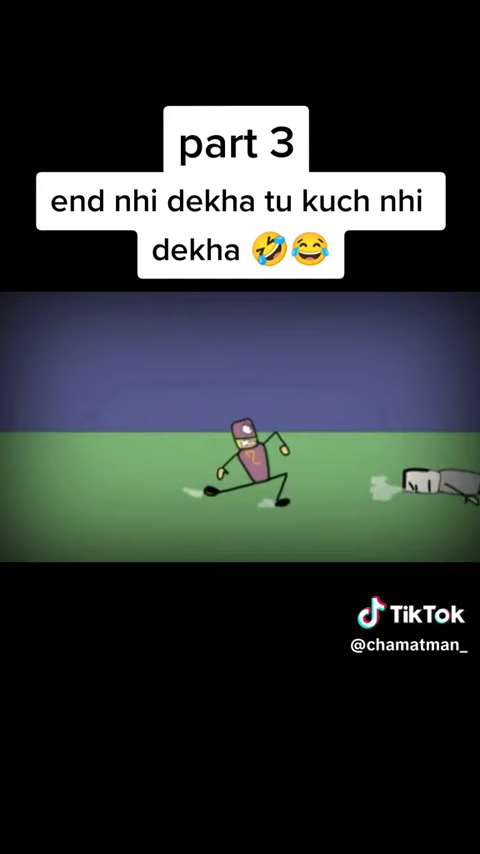 part 3
end nhi dekha tu kuch nhi
dekha 🤣😂
TikTok
@chamatman_